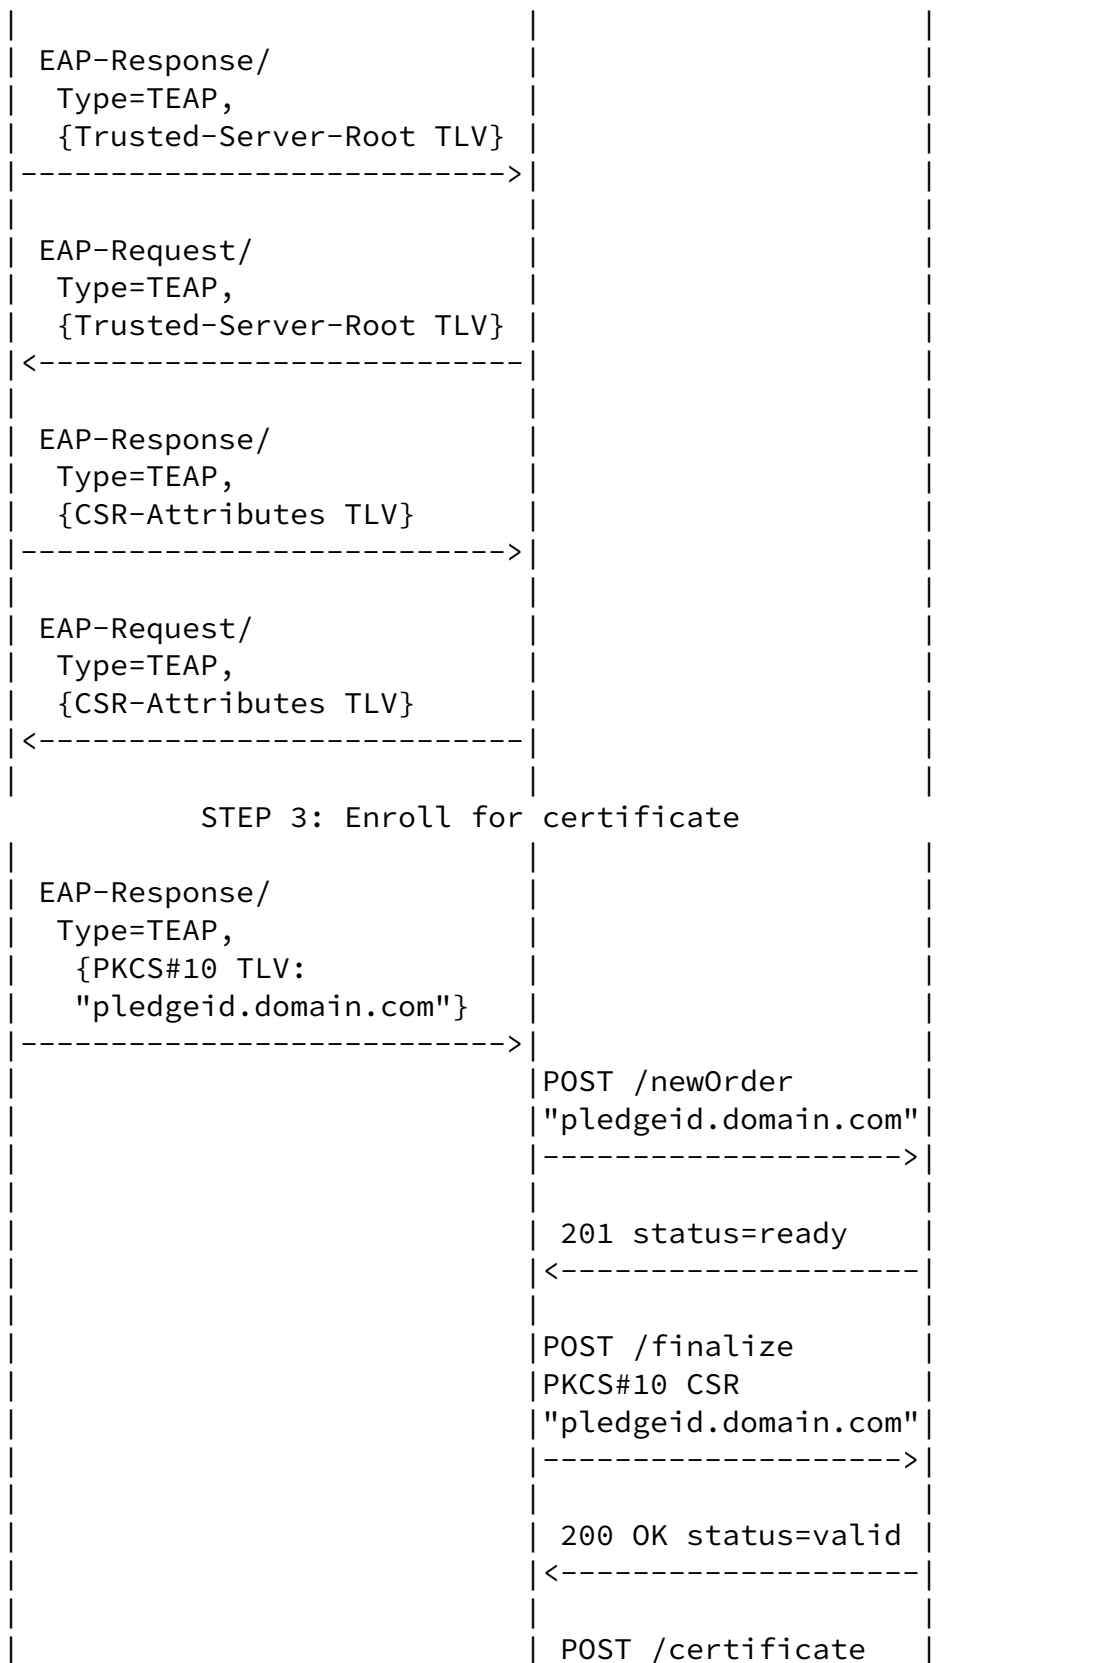 EAP-Response/
Type=TEAP,
{Trusted-Server-Root TLV}
--------------------------->
EAP-Request/
Type=TEAP,
{Trusted-Server-Root TLV}
<---------------------------
EAP-Response/
Type=TEAP,
{CSR-Attributes TLV}
--------------------------->
EAP-Request/
Type=TEAP,
{CSR-Attributes TLV}
<---------------------------
STEP 3: Enroll for certificate
EAP-Response/
Type=TEAP,
{PKCS#10 TLV:
"pledgeid.domain.com"}
--------------------------->
POST /newOrder
"pledgeid.domain.com"
-------------------->
201 status=ready
<--------------------
POST /finalize
PKCS#10 CSR
"pledgeid.domain.com"
-------------------->
200 OK status=valid
<--------------------
POST /certificate